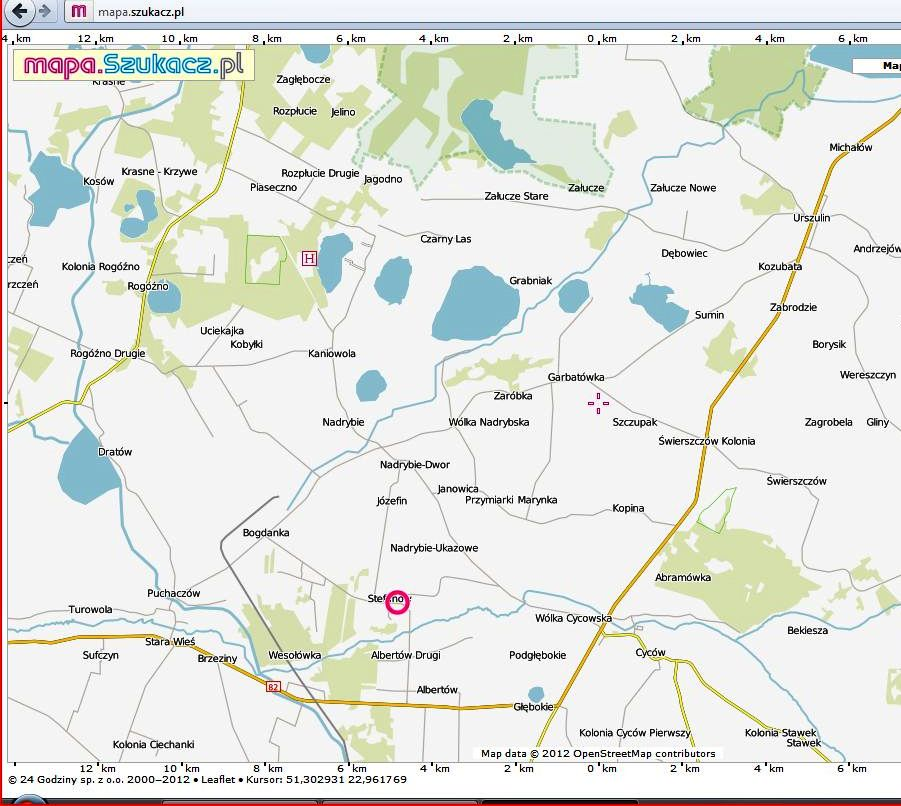 mapa.szukacz.pl
12 km 10 km 8 km 6 km 4 km 2 km 0 km 2 km 4 km 6 km
mapa.Szukacz.pl
Zagłębocze
Krasne
Rozpłucie Jelino
Michałów
Krasne - Krzywe Rozpłucie Drugie
Kosów Piaseczno Jagodno Załucze Stare Załucze Załucze Nowe
Urszulin
Czarny Las
Dębowiec Andrzejów
Kolonia Rogóźno H Kozubata
Rogóźno Grabniak
Sumin Zabrodzie
Uciekajka
Kobyłki Borysik
Rogóźno Drugie Kaniowola
Garbatówka Wereszczyn
Zaróbka
Nadrybie Wólka Nadrybska Szczupak Zagrobela Gliny
Świerszczów Kolonia
Dratów
Nadrybie-Dwor
Świerszczów
Janowica
Józefin Przymiarki Marynka
Kopina
Bogdanka
Nadrybie-Ukazowe
Abramówka
Puchaczów
Turowola
Wólka Cycowska
Bekiesza
Stara Wieś
Sufczyn Brzeziny Wesołówka Albertów Drugi Podgłębokie Cyców
82 Albertów
Głębokie
Kolonia Ciechanki Kolonia Cyców Pierwszy Kolonia Stawek
Stawek
Map data © 2012 OpenStreetMap contributors
12 km 10 km 8 km 6 km 4 km 2 km 0 km 2 km 4 km 6 km
© 24 Godziny sp. z o.o. 2000–2012 • Leaflet • Kursor: 51,302931 22,961769